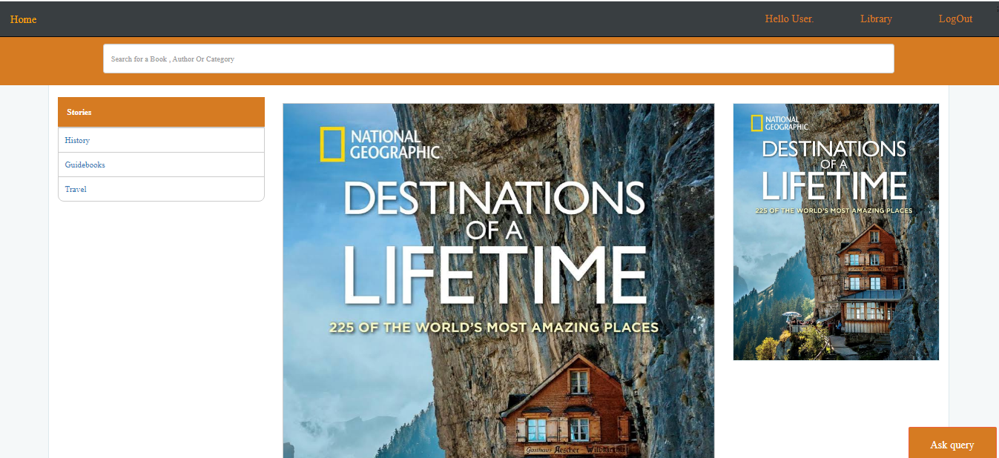 Home
Hello User.
Library
LogOut
Search for a Book , Author Or Category
Stories
History
Guidebooks
Travel
NATIONAL
GEOGRAPHIC
DESTINATIONS
OF A
LIFETIME
225 OF THE WORLD'S MOST AMAZING PLACES
Gasthaus Aescher - Wildkirchli
NATIONAL
GEOGRAPHIC
DESTINATIONS
OF A
LIFETIME
225 OF THE WORLD'S MOST AMAZING PLACES
Ask query